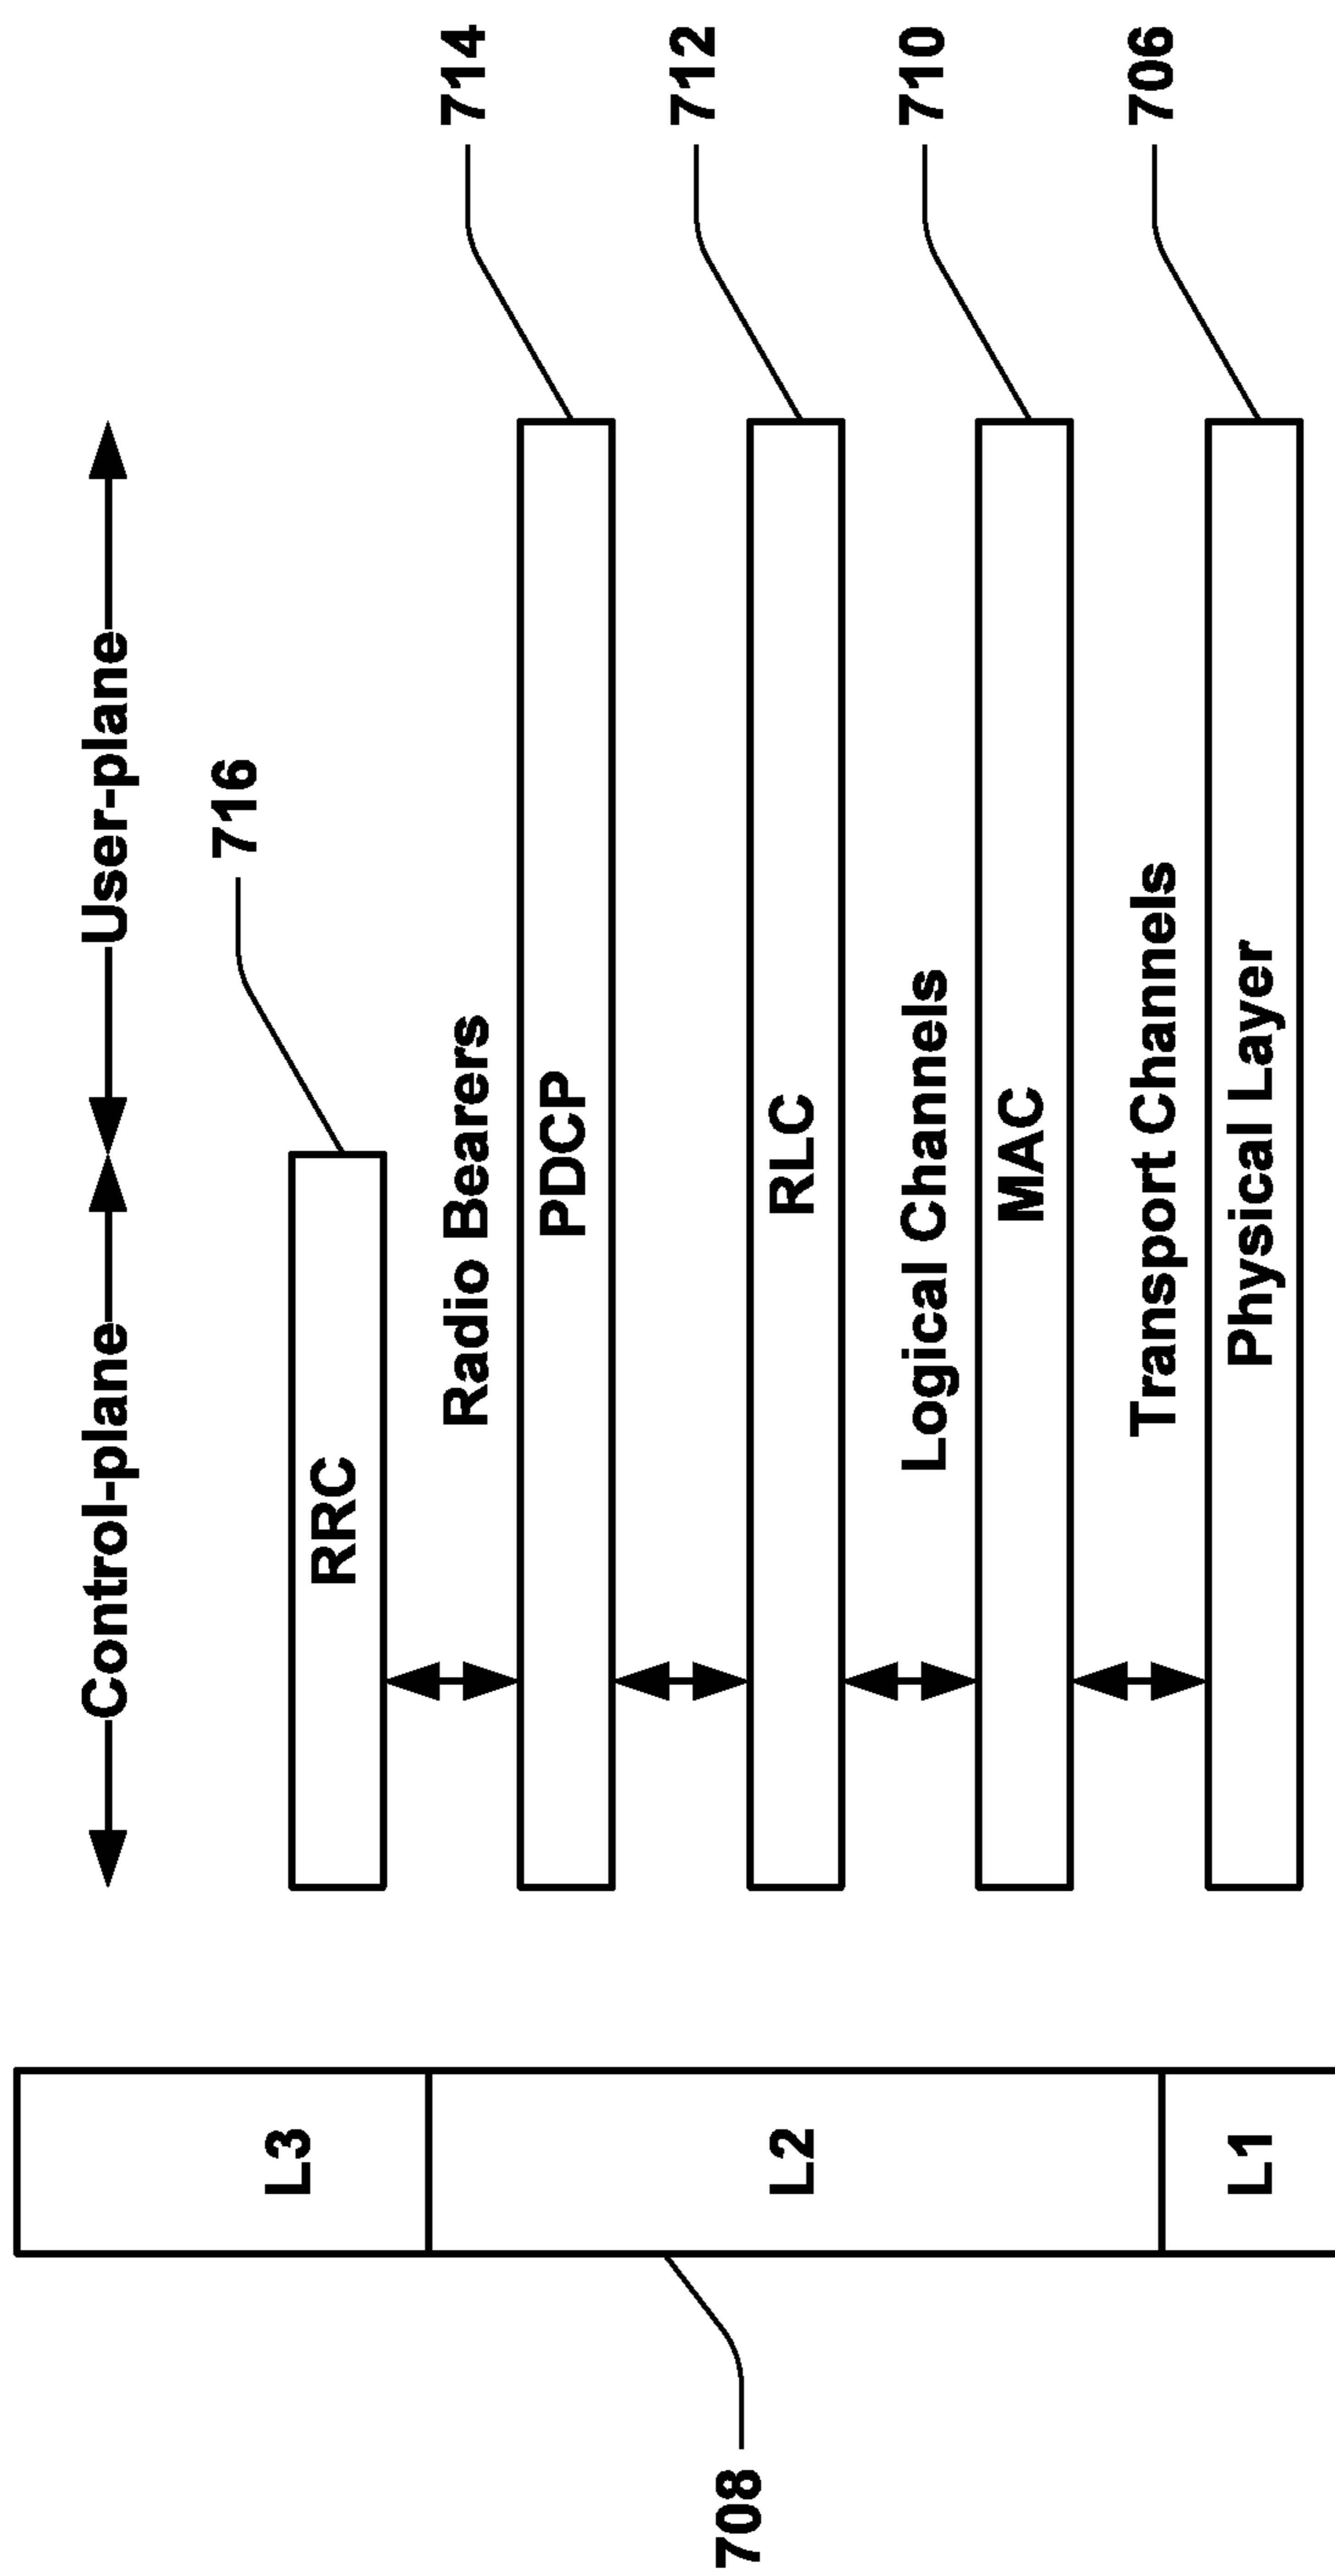 Control-plane
User-plane
716
L3
RRC
Radio Bearers
714
PDCP
708
L2
RLC
712
Logical Channels
MAC
710
Transport Channels
L1
Physical Layer
706